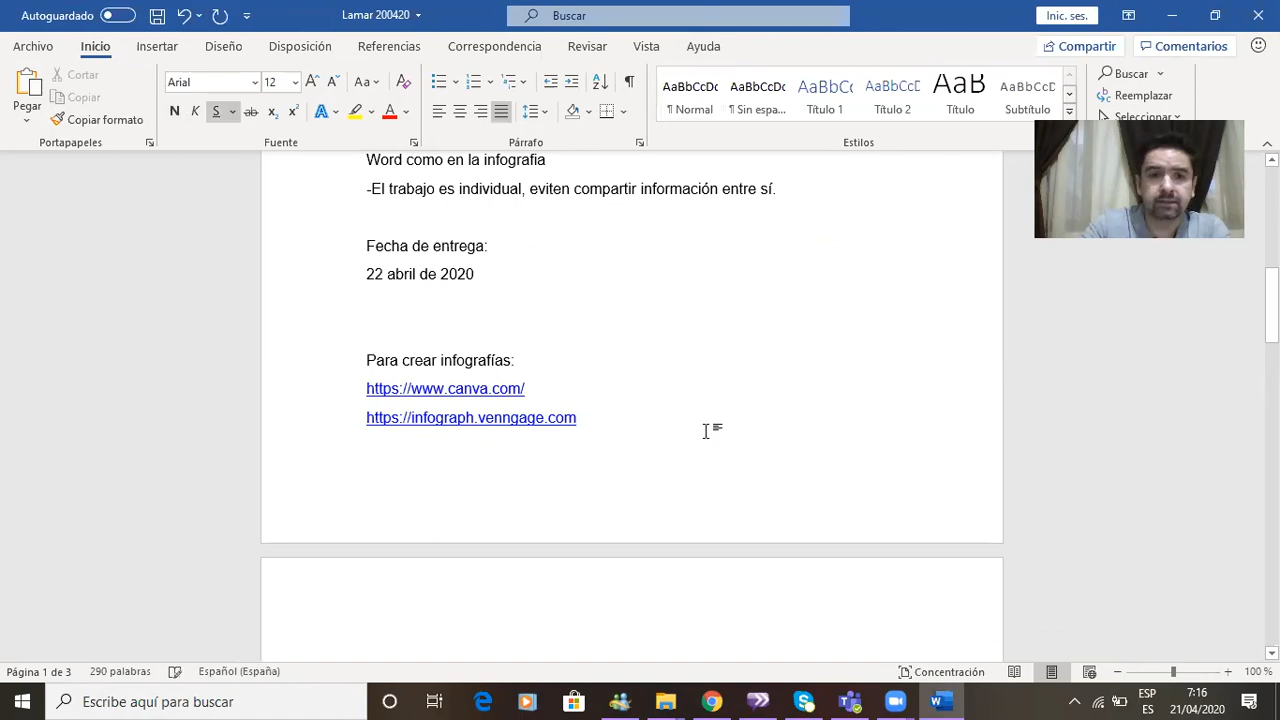 Autoguardado
Lamar 200420
Buscar
Inic. ses.
Archivo Inicio Insertar Diseño Disposición Referencias Correspondencia Revisar Vista Ayuda
Compartir
Comentarios
Pegar
Cortar
Copiar
Copiar formato
Portapapeles
Arial 12
N K S ab x₂ x²
Fuente
Párrafo
AaBbCcDc AaBbCcDc AaBbCc AaBbCcD AaB AaBbCcD
¶ Normal ¶ Sin espa... Título 1 Título 2 Título Subtítulo
Estilos
Buscar
Reemplazar
Seleccionar
Word como en la infografia
-El trabajo es individual, eviten compartir información entre sí.
Fecha de entrega:
22 abril de 2020
Para crear infografías:
https://www.canva.com/
https://infograph.venngage.com
Página 1 de 3 290 palabras Español (España)
Concentración
100 %
Escribe aquí para buscar
ESP
ES
7:16
21/04/2020